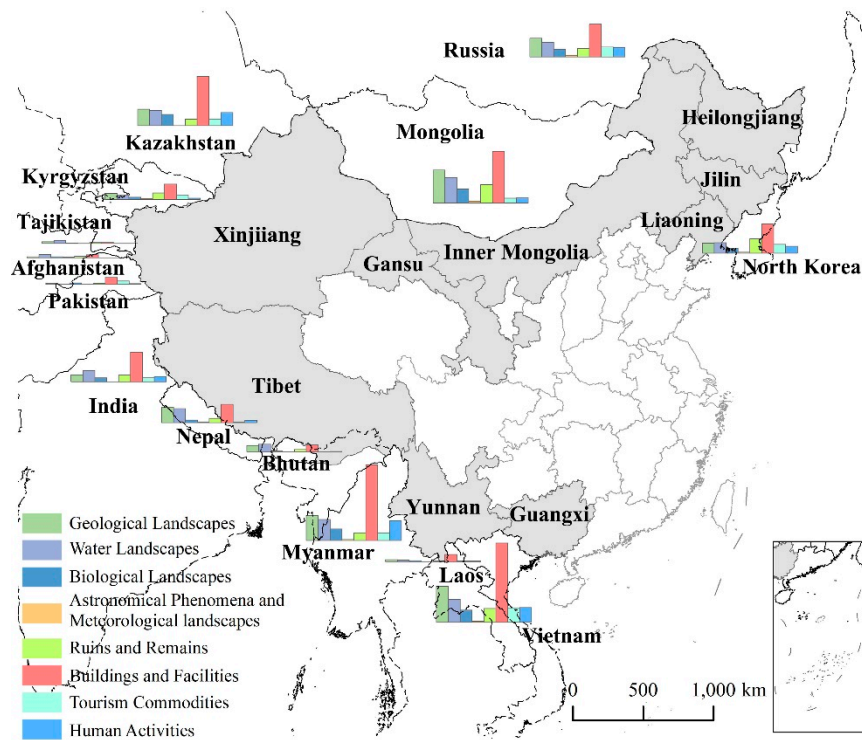 Russia
Kazakhstan
Mongolia
Heilongjiang
Kyrgyzstan
Jilin
Tajikistan
Xinjiiang
Liaoning
Inner Mongolia
Gansu
Afghanistan
North Korea
Pakistan
Tibet
India
Nepal
Bhutan
Yunnan
Guangxi
Myanmar
Laos
Vietnam
Geological Landscapes
Water Landscapes
Biological Landscapes
Astronomical Phenomena and
Meteorological landscapes
Ruins and Remains
Buildings and Facilities
Tourism Commodities
Human Activities
0 500 1,000 km